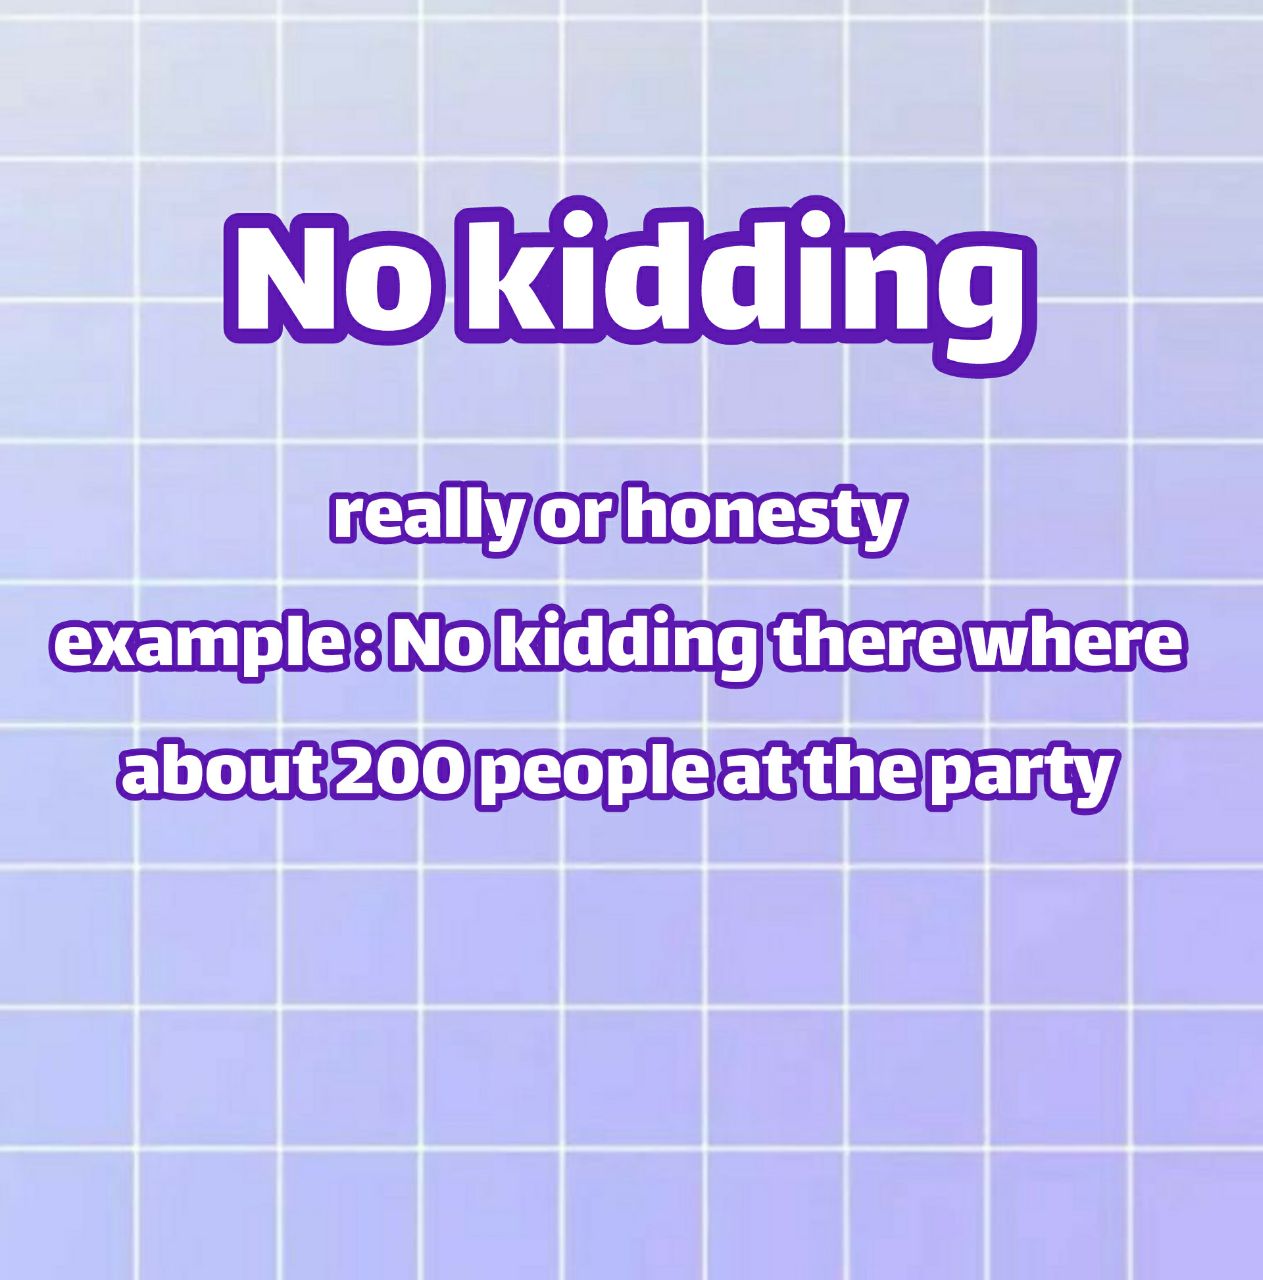 No kidding
really or honesty
example : No kidding there where
about 200 people at the party